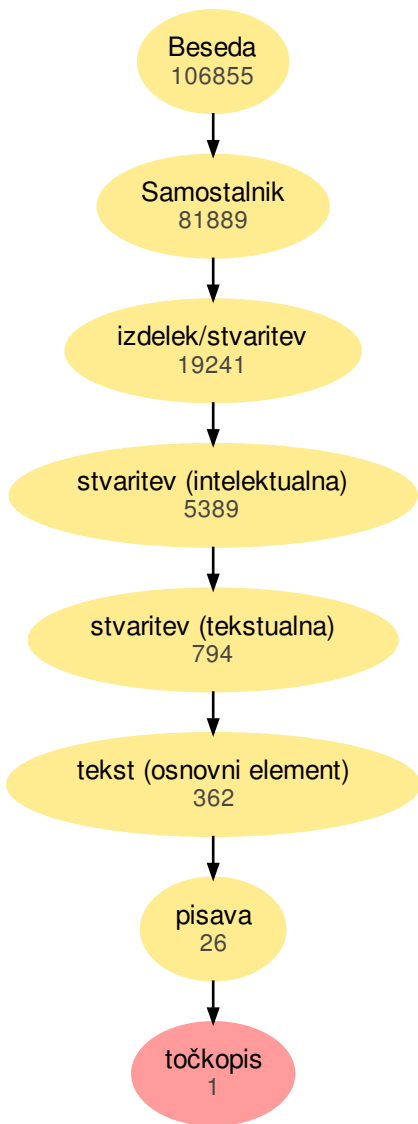 Beseda
106855
Samostalnik
81889
izdelek/stvaritev
19241
stvaritev (intelektualna)
5389
stvaritev (tekstualna)
794
tekst (osnovni element)
362
pisava
26
točkopis
1